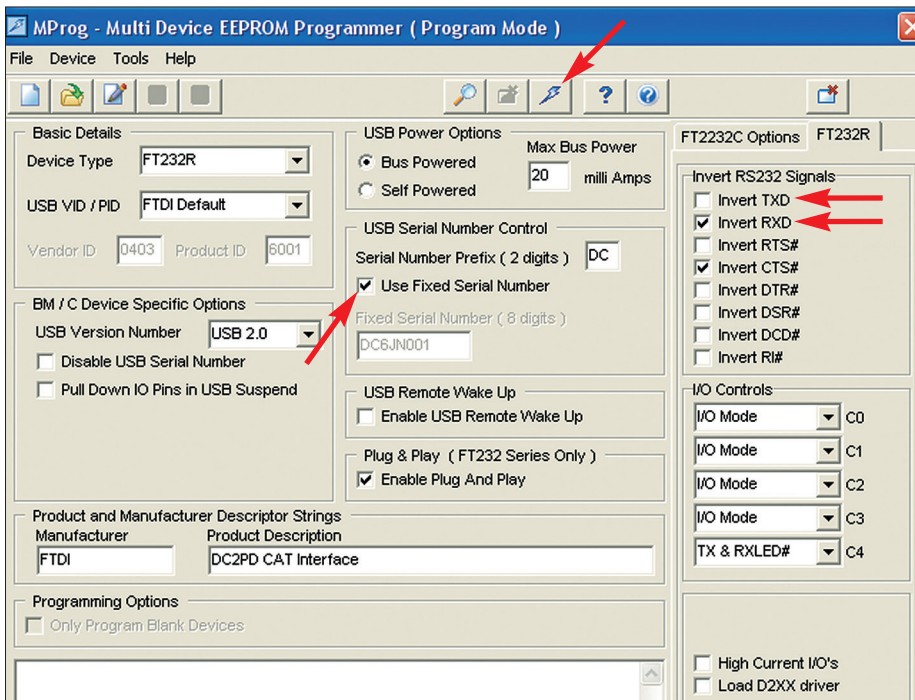 MProg - Multi Device EEPROM Programmer ( Program Mode )
File Device Tools Help
Basic Details
Device Type FT232R
USB VID / PID FTDI Default
Vendor ID 0403 Product ID 6001
BM / C Device Specific Options
USB Version Number USB 2.0
Disable USB Serial Number
Pull Down IO Pins in USB Suspend
USB Power Options
Bus Powered
Self Powered
Max Bus Power
20 milli Amps
USB Serial Number Control
Serial Number Prefix ( 2 digits ) DC
Use Fixed Serial Number
Fixed Serial Number ( 8 digits )
DC6JN001
USB Remote Wake Up
Enable USB Remote Wake Up
Plug & Play ( FT232 Series Only )
Enable Plug And Play
Product and Manufacturer Descriptor Strings
Manufacturer Product Description
FTDI DC2PD CAT Interface
Programming Options
Only Program Blank Devices
FT2232C Options FT232R
Invert RS232 Signals
Invert TXD
Invert RXD
Invert RTS#
Invert CTS#
Invert DTR#
Invert DSR#
Invert DCD#
Invert RI#
I/O Controls
I/O Mode C0
I/O Mode C1
I/O Mode C2
I/O Mode C3
TX & RXLED# C4
High Current I/O's
Load D2XX driver